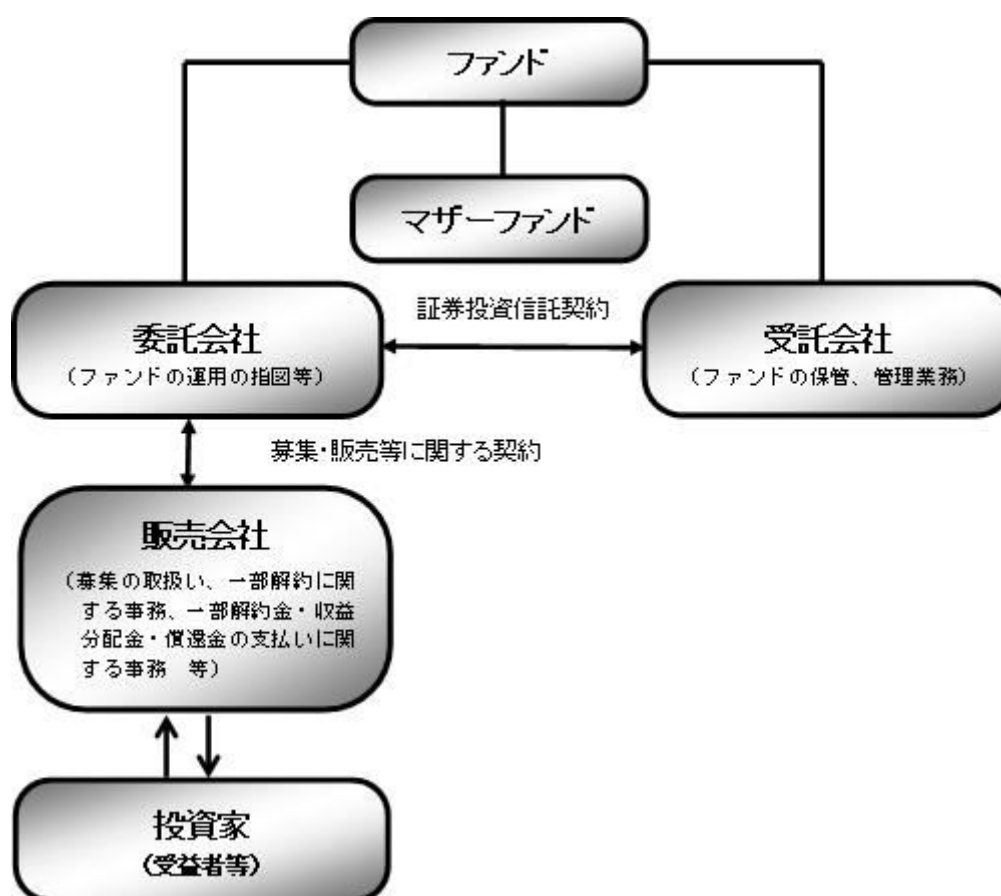 ファンド
マザーファンド
証券投資信託契約
委託会社
（ファンドの運用の指図等）
受託会社
（ファンドの保管、管理業務）
募集・販売等に関する契約
販売会社
（募集の取扱い、一部解約に関
する事務、一部解約金・収益
分配金・償還金の支払いに関
する事務　等）
投資家
（受益者等）